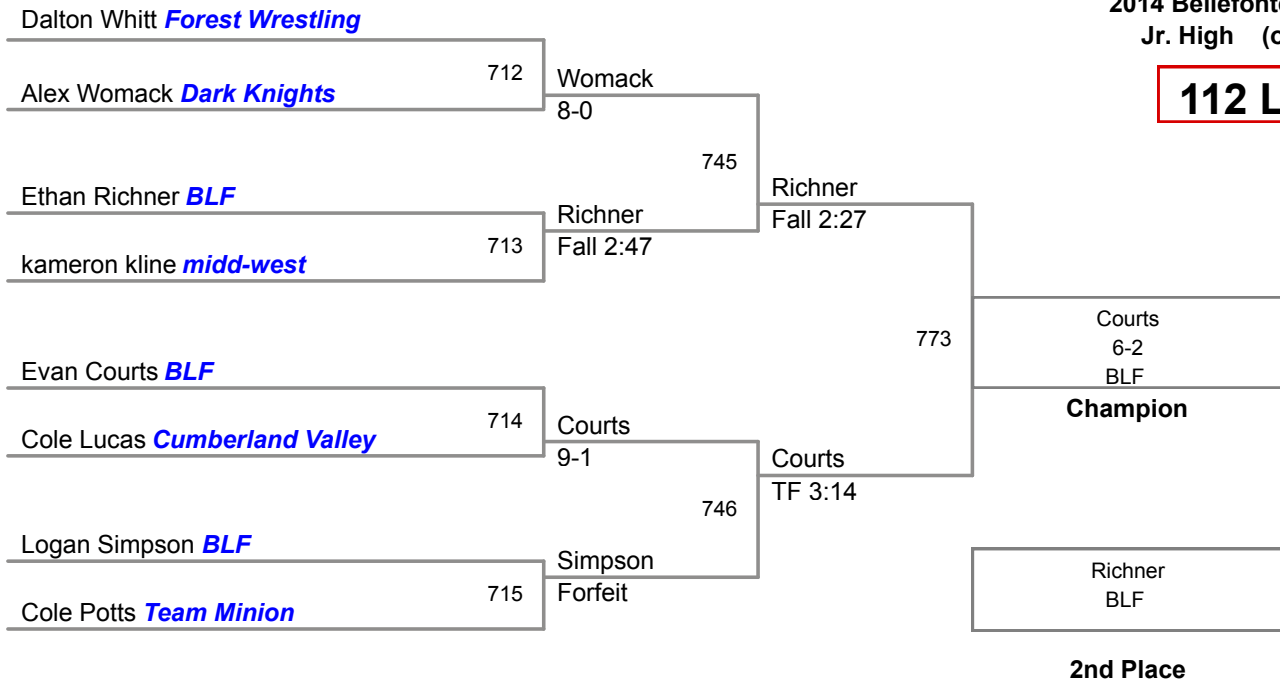 Dalton Whitt Forest Wrestling
2014 Bellefonte
Jr. High (
112 L
712
Womack
Alex Womack Dark Knights
8-0
745
Ethan Richner BLF
Richner
Richner
Fall 2:27
713
Fall 2:47
kameron kline midd-west
773
Courts
6-2
BLF
Champion
Evan Courts BLF
714
Courts
Cole Lucas Cumberland Valley
9-1
Courts
TF 3:14
746
Logan Simpson BLF
Simpson
715
Forfeit
Cole Potts Team Minion
Richner
BLF
2nd Place